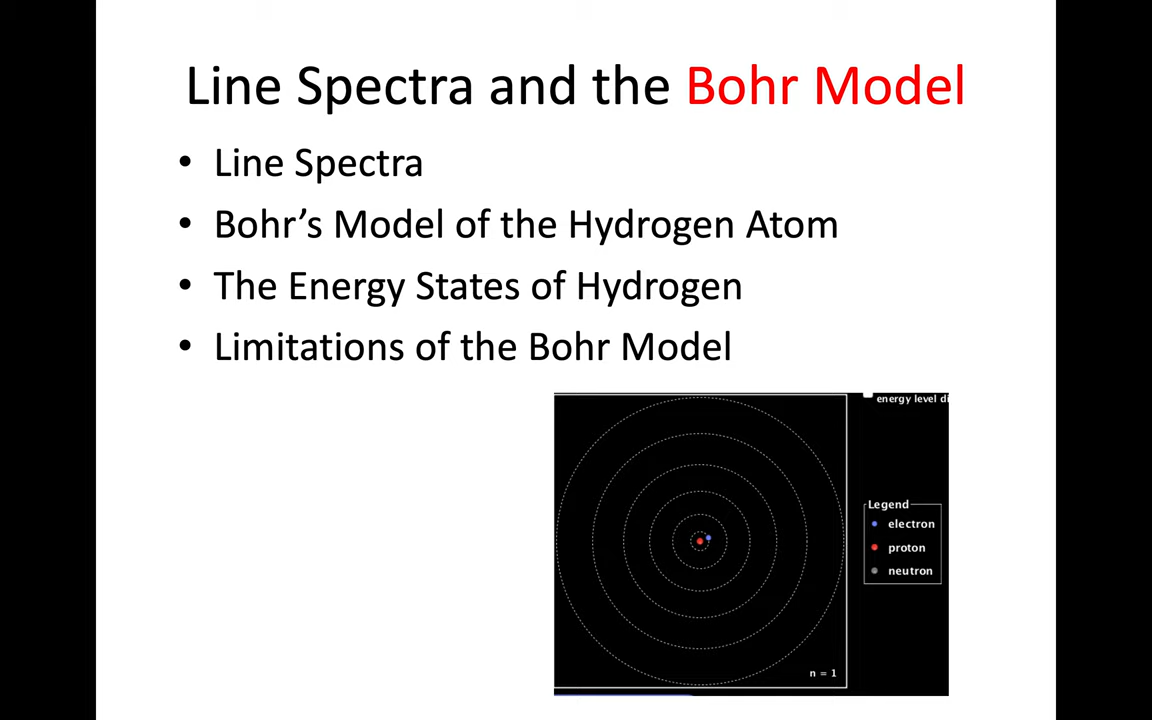 Line Spectra and the Bohr Model
• Line Spectra
• Bohr’s Model of the Hydrogen Atom
• The Energy States of Hydrogen
• Limitations of the Bohr Model
energy level di
Legend
electron
proton
neutron
n = 1